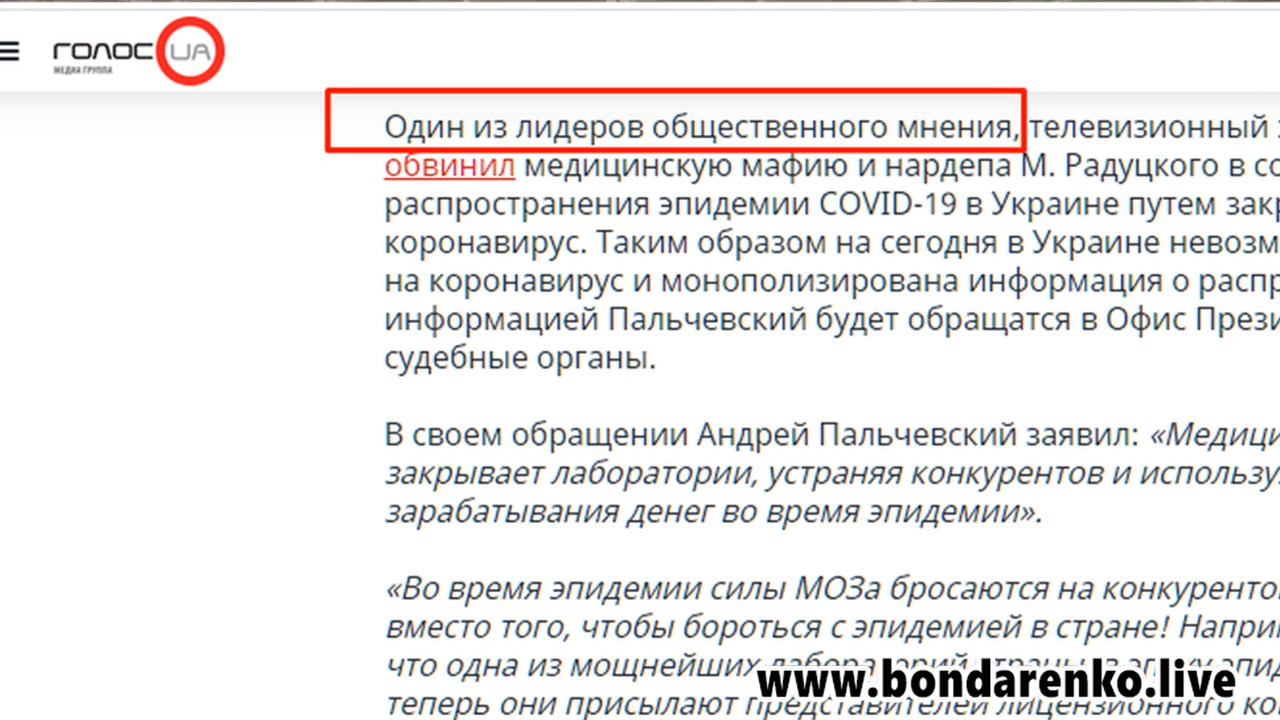 ГОЛОС UA
МЕДИА ГРУППА
Один из лидеров общественного мнения, телевизионный
обвинил медицинскую мафию и нардепа М. Радуцкого в со
распространения эпидемии COVID-19 в Украине путем закр
коронавирус. Таким образом на сегодня в Украине невозм
на коронавирус и монополизирована информация о распр
информацией Пальчевский будет обращатся в Офис Прези
судебные органы.
В своем обращении Андрей Пальчевский заявил: «Медици
закрывает лаборатории, устраняя конкурентов и использу
зарабатывания денег во время эпидемии».
«Во время эпидемии силы МОЗа бросаются на конкуренто
вместо того, чтобы бороться с эпидемией в стране! Напри
что одна из мощнейших лабораторий страны в эпид
www.bondarenko.live
теперь они присылают представителей лицензионного ко